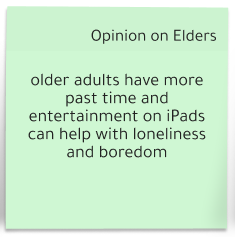 Opinion on Elders
older adults have more
past time and
entertainment on iPads
can help with loneliness
and boredom